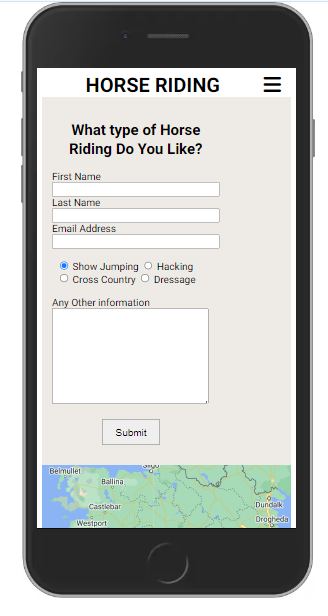 HORSE RIDING
What type of Horse
Riding Do You Like?
First Name
Last Name
Email Address
Show Jumping Hacking
Cross Country Dressage
Any Other information
Submit
Belmullet
Sligo
Ballina
Castlebar
Dundalk
Westport
Drogheda